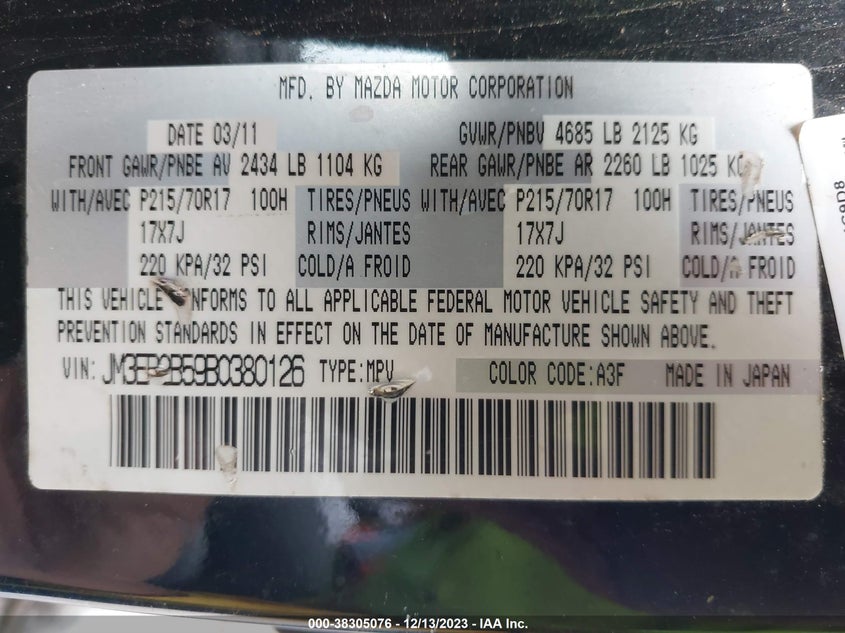 MFD. BY MAZDA MOTOR CORPORATION
DATE 03/11 GVWR/PNBV 4685 LB 2125 KG
FRONT GAWR/PNBE AV 2434 LB 1104 KG REAR GAWR/PNBE AR 2260 LB 1025 KG
WITH/AVEC P215/70R17 100H TIRES/PNEUS WITH/AVEC P215/70R17 100H TIRES/PNEUS
17X7J RIMS/JANTES 17X7J RIMS/JANTES
220 KPA/32 PSI COLD/A FROID 220 KPA/32 PSI COLD/A FROID
THIS VEHICLE CONFORMS TO ALL APPLICABLE FEDERAL MOTOR VEHICLE SAFETY AND THEFT
PREVENTION STANDARDS IN EFFECT ON THE DATE OF MANUFACTURE SHOWN ABOVE.
VIN: JM3ER2B59B0380126 TYPE:MPV COLOR CODE:A3F MADE IN JAPAN
000-38305076 - 12/13/2023 - IAA Inc.